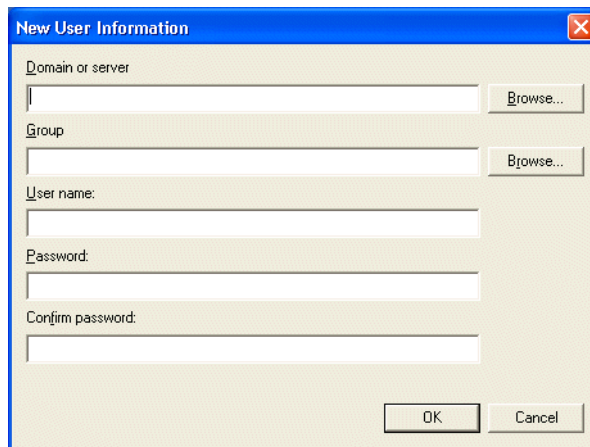 New User Information
Domain or server
Browse...
Group
Browse...
User name:
Password:
Confirm password:
OK
Cancel